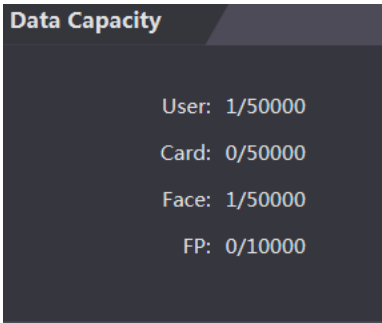 Data Capacity
User: 1/50000
Card: 0/50000
Face: 1/50000
FP: 0/10000